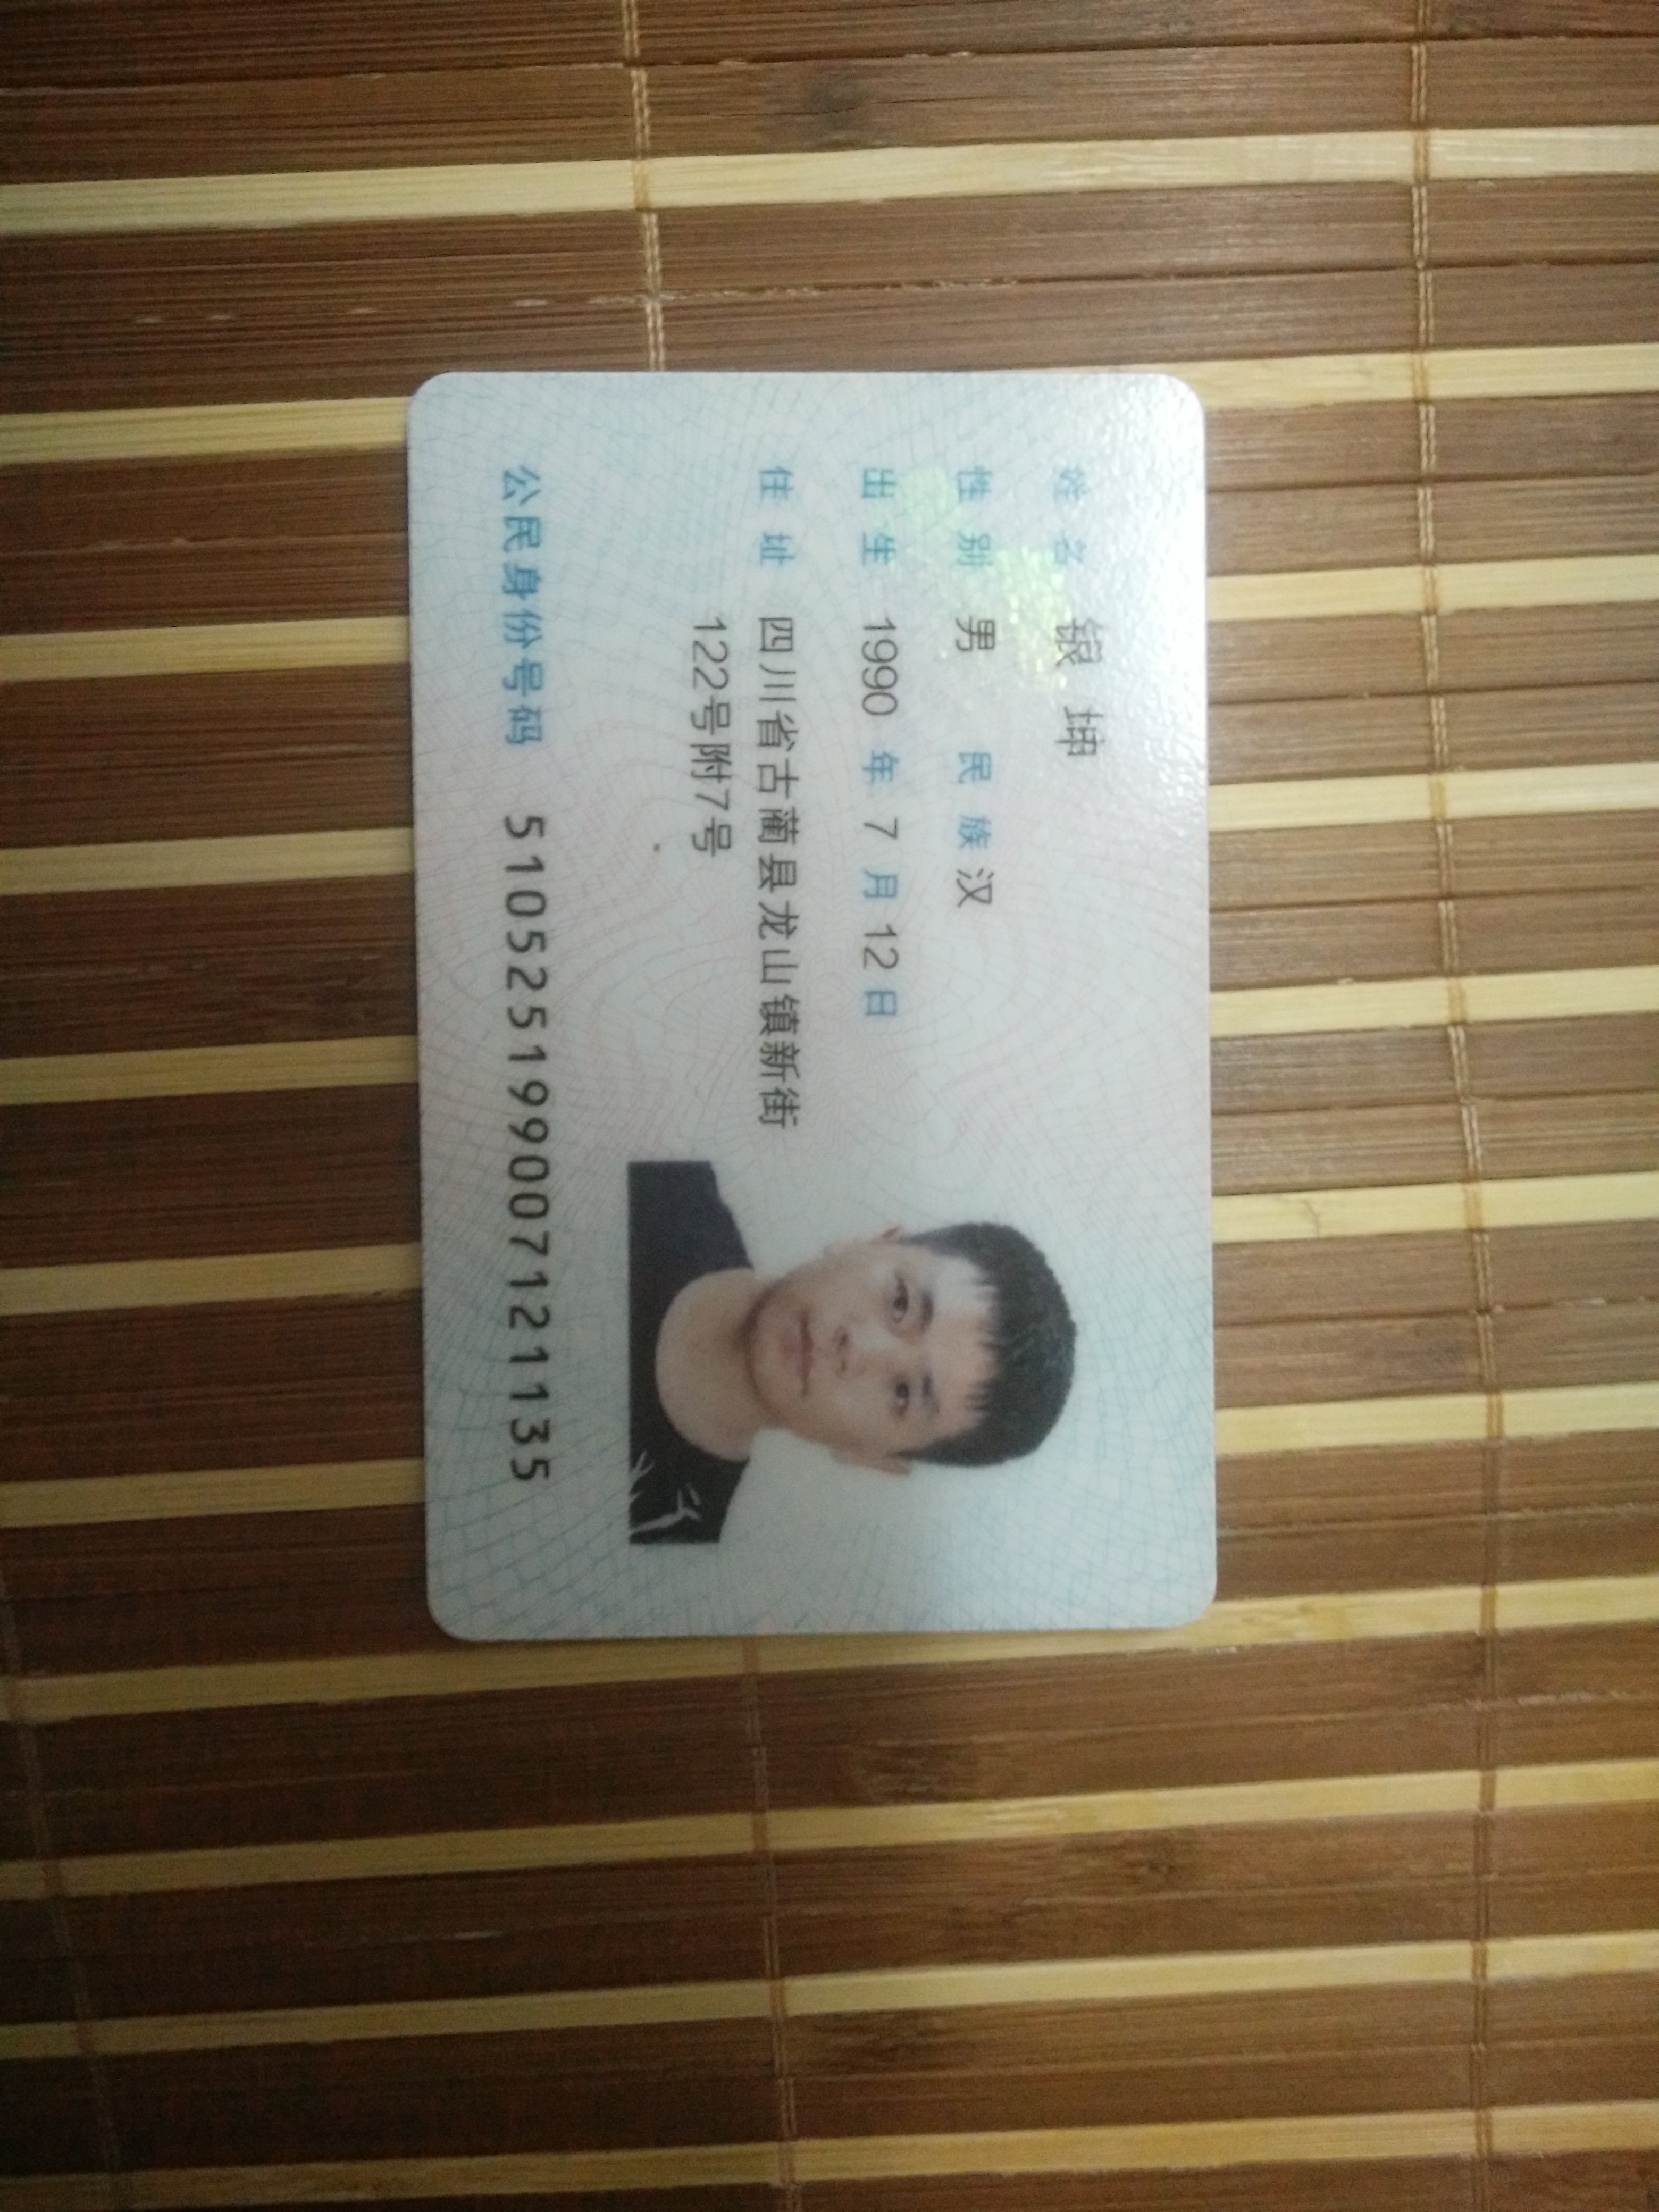 姓名 银坤
性别 男 民族 汉
出生 1990 年 7 月 12 日
住址 四川省古蔺县龙山镇新街
122号附7号
公民身份号码 510525199007121135